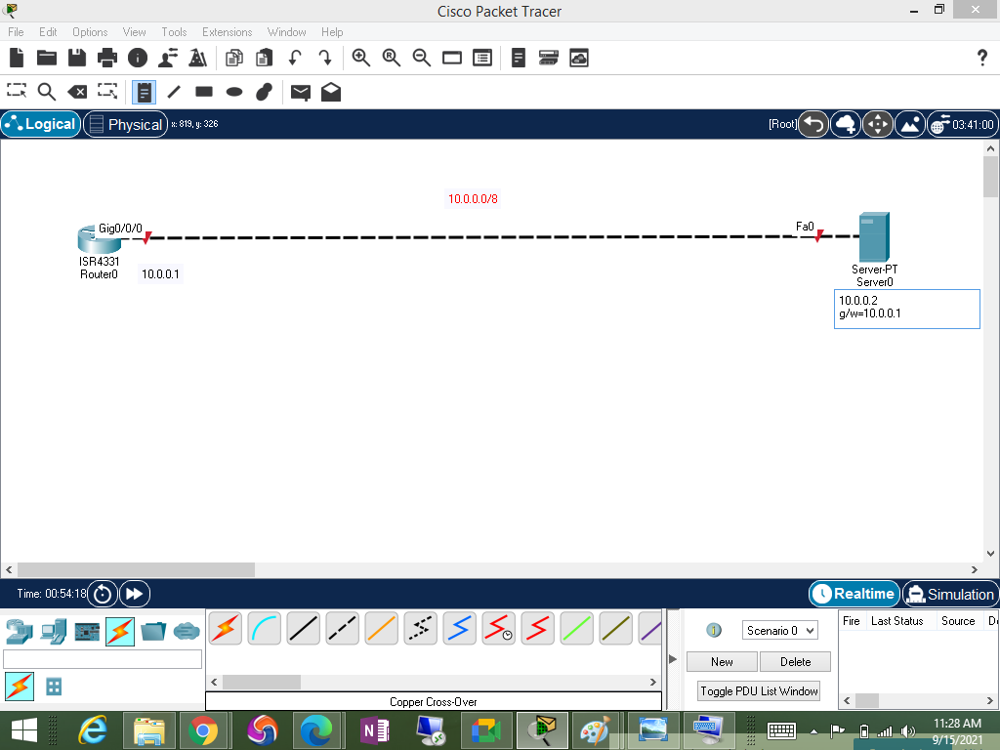 Cisco Packet Tracer
File Edit Options View Tools Extensions Window Help
?
Logical
Physical
x: 819, y: 326
[Root]
03:41:00
10.0.0.0/8
Gig0/0/0
Fa0
ISR4331
Router0
10.0.0.1
Server-PT
Server0
10.0.0.2
g/w=10.0.0.1
Time: 00:54:18
Realtime
Simulation
Scenario 0
New
Delete
Toggle PDU List Window
Fire Last Status Source
Copper Cross-Over
11:28 AM
9/15/2021